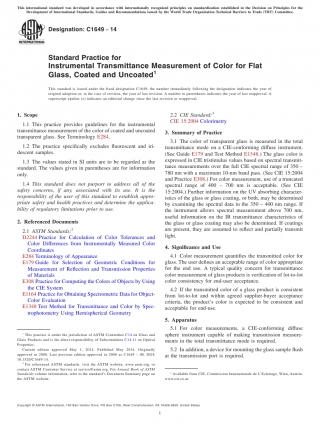 This international standard was developed in accordance with internationally recognized principles on standardization established in the Decision on Principles for the
Development of International Standards, Guides and Recommendations issued by the World Trade Organization Technical Barriers to Trade (TBT) Committee.
Designation: C1649 − 14
Standard Practice for
Instrumental Transmittance Measurement of Color for Flat
Glass, Coated and Uncoated¹
This standard is issued under the fixed designation C1649; the number immediately following the designation indicates the year of
original adoption or, in the case of revision, the year of last revision. A number in parentheses indicates the year of last reapproval. A
superscript epsilon (ε) indicates an editorial change since the last revision or reapproval.
1. Scope
1.1 This practice provides guidelines for the instrumental
transmittance measurement of the color of coated and uncoated
transparent glass. See Terminology E284.
1.2 The practice specifically excludes fluorescent and iri-
descent samples.
1.3 The values stated in SI units are to be regarded as the
standard. The values given in parentheses are for information
only.
1.4 This standard does not purport to address all of the
safety concerns, if any, associated with its use. It is the
responsibility of the user of this standard to establish appro-
priate safety and health practices and determine the applica-
bility of regulatory limitations prior to use.
2. Referenced Documents
2.1 ASTM Standards:²
D2244 Practice for Calculation of Color Tolerances and
Color Differences from Instrumentally Measured Color
Coordinates
E284 Terminology of Appearance
E179 Guide for Selection of Geometric Conditions for
Measurement of Reflection and Transmission Properties
of Materials
E308 Practice for Computing the Colors of Objects by Using
the CIE System
E1164 Practice for Obtaining Spectrometric Data for Object-
Color Evaluation
E1348 Test Method for Transmittance and Color by Spec-
trophotometry Using Hemispherical Geometry
¹ This practice is under the jurisdiction of ASTM Committee C14 on Glass and
Glass Products and is the direct responsibility of Subcommittee C14.11 on Optical
Properties.
Current edition approved May 1, 2014. Published May 2014. Originally
approved in 2008. Last previous edition approved in 2008 as C1649 – 08. DOI:
10.1520/C1649-14.
² For referenced ASTM standards, visit the ASTM website, www.astm.org, or
contact ASTM Customer Service at service@astm.org. For Annual Book of ASTM
Standards volume information, refer to the standard's Document Summary page on
the ASTM website.
2.2 CIE Standard:³
CIE 15:2004 Colorimetry
3. Summary of Practice
3.1 The color of transparent glass is measured in the total
transmittance mode on a CIE-conforming diffuse instrument.
(See Guide E179 and Test Method E1348.) The glass color is
expressed in CIE tristimulus values based on spectral transmit-
tance measurements over the full CIE spectral range of 350 –
780 nm with a maximum 10-nm band pass. (See CIE 15:2004
and Practice E308.) For color measurement, use of a truncated
spectral range of 400 – 700 nm is acceptable. (See CIE
15:2004.) Further information on the UV absorbing character-
istics of the glass or glass coating, or both, may be determined
by examining the spectral data in the 350 – 400 nm range. If
the instrument allows spectral measurement above 700 nm,
useful information on the IR transmittance characteristics of
the glass or glass coating may also be determined. If coatings
are present, they are assumed to reflect and partially transmit
light.
4. Significance and Use
4.1 Color measurement quantifies the transmitted color for
glass. The user defines an acceptable range of color appropriate
for the end use. A typical quality concern for transmittance
color measurement of glass products is verification of lot-to-lot
color consistency for end-user acceptance.
4.2 If the transmitted color of a glass product is consistent
from lot-to-lot and within agreed supplier-buyer acceptance
criteria, the product's color is expected to be consistent and
acceptable for end-use.
5. Apparatus
5.1 For color measurements, a CIE-conforming diffuse
sphere instrument capable of making transmission measure-
ments in the total transmittance mode is required.
5.2 In addition, a device for mounting the glass sample flush
at the transmission port is required.
³ Available from CIE, Commission Internationale de L'Eclairage, Wien, Austria,
www.cie.co.at
Copyright © ASTM International, 100 Barr Harbor Drive, PO Box C700, West Conshohocken, PA 19428-2959. United States
1